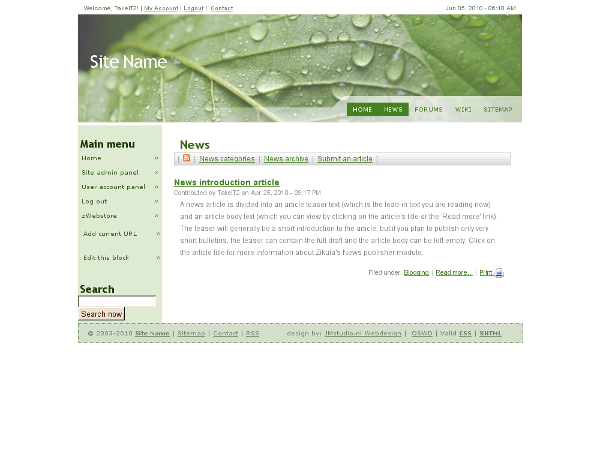 Welcome, TakeIT2! | My Account | Logout | Contact
Jun 05, 2010 - 06:10 AM
Site Name
HOME NEWS FORUMS WIKI SITEMAP
Main menu
Home »
Site admin panel »
User account panel »
Log out »
zWebstore »
Add current URL »
Edit this block »
Search
Search now
News
[ | News categories | News archive | Submit an article ]
News introduction article
Contributed by TakeIT2 on Apr 25, 2010 - 09:17 PM
A news article is divided into an article teaser text (which is the lead-in text you are reading now)
and an article body text (which you can view by clicking on the article's title or the 'Read more' link).
The teaser will generally be a short introduction to the article, but if you plan to publish only very
short bulletins, the teaser can contain the full draft and the article body can be left empty. Click on
the article title for more information about Zikula's News publisher module.
Filed under: Blogging | Read more... | Print
© 2003-2010 Site Name | Sitemap | Contact | RSS
design by: JMstudio.nl Webdesign | OSWD | Valid CSS | XHTML